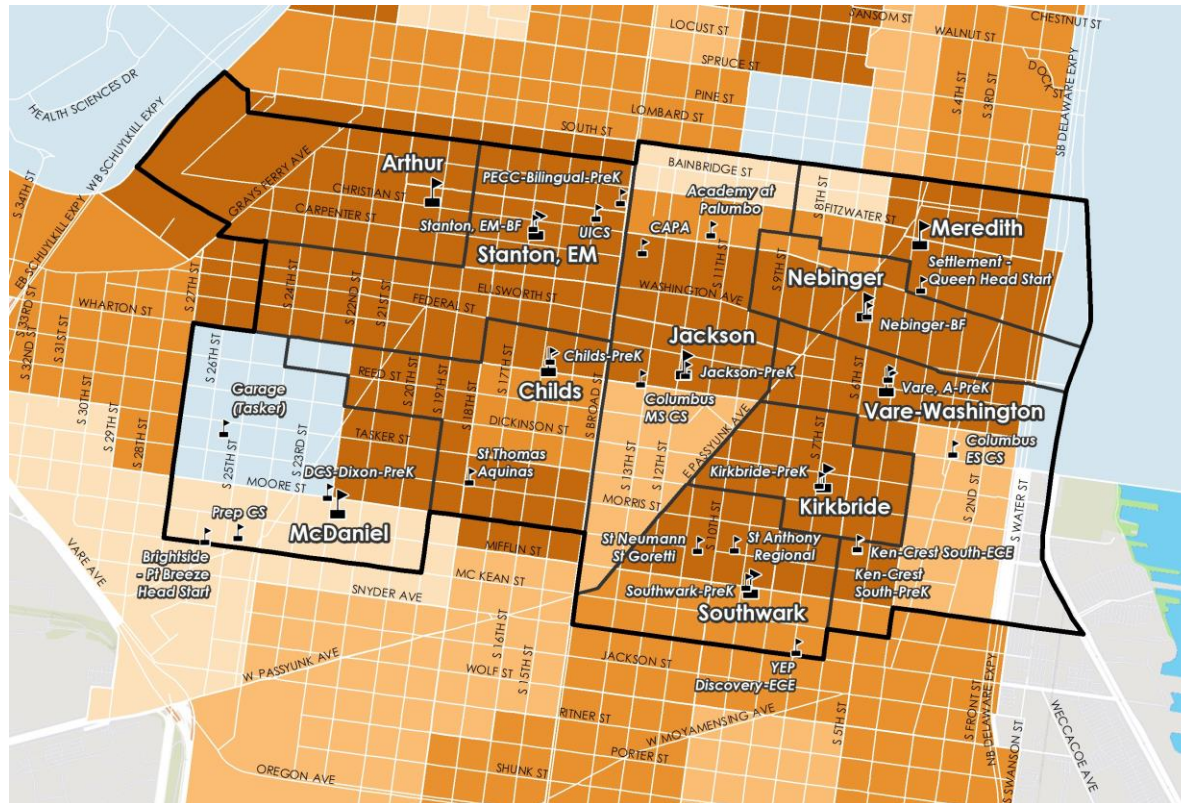 LOCUST ST
SANSOM ST
CHESTNUT ST
WALNUT ST
SPRUCE ST
DOCK ST
HEALTH SCIENCES DR
PINE ST
S 4TH ST
S 3RD ST
SB DELAWARE EXPY
LOMBARD ST
WB SCHUYLKILL EXPY
SOUTH ST
BAINBRIDGE ST
Arthur
PECC-Bilingual-PreK
Academy at
Palumbo
S 8TH ST
FITZWATER ST
S 34TH ST
GRAYS FERRY AVE
CHRISTIAN ST
CARPENTER ST
Stanton, EM-BF
UICS
CAPA
S 11TH ST
Meredith
Stanton, EM
Settlement -
Queen Head Start
EB SCHUYLKILL EXPY
S 9TH ST
Nebinger
S 33RD ST
S 27TH ST
S 24TH ST
S 22ND ST
S 21ST ST
ELLSWORTH ST
WASHINGTON AVE
WHARTON ST
FEDERAL ST
Nebinger-BF
S 32ND ST
S 31ST ST
Jackson
S 26TH ST
REED ST
S 20TH ST
S 19TH ST
S 17TH ST
Childs-PreK
Jackson-PreK
S 6TH ST
Vare, A-PreK
Childs
S BROAD ST
Columbus
MS CS
Vare-Washington
S 30TH ST
S 29TH ST
S 28TH ST
Garage
(Tasker)
S 18TH ST
DICKINSON ST
E PASSYUNK AVE
S 25TH ST
S 23RD ST
TASKER ST
S 7TH ST
Columbus
ES CS
St Thomas
Aquinas
S 13TH ST
S 12TH ST
DCS-Dixon-PreK
Kirkbride-PreK
MOORE ST
MORRIS ST
Kirkbride
S 2ND ST
S WATER ST
Prep CS
McDaniel
S 10TH ST
VARE AVE
MIFFLIN ST
St Neumann
St Goretti
St Anthony
Regional
Ken-Crest South-ECE
Brightside
- Pt Breeze
Head Start
MC KEAN ST
Ken-Crest
South-PreK
SNYDER AVE
Southwark-PreK
Southwark
S 16TH ST
S 15TH ST
W PASSYUNK AVE
WOLF ST
JACKSON ST
YEP
Discovery-ECE
RITNER ST
W MOYAMENSING AVE
S 5TH ST
S FRONT ST
NB DELAWARE EXPY
S SWANSON ST
WECCACOE AVE
PORTER ST
SHUNK ST
OREGON AVE